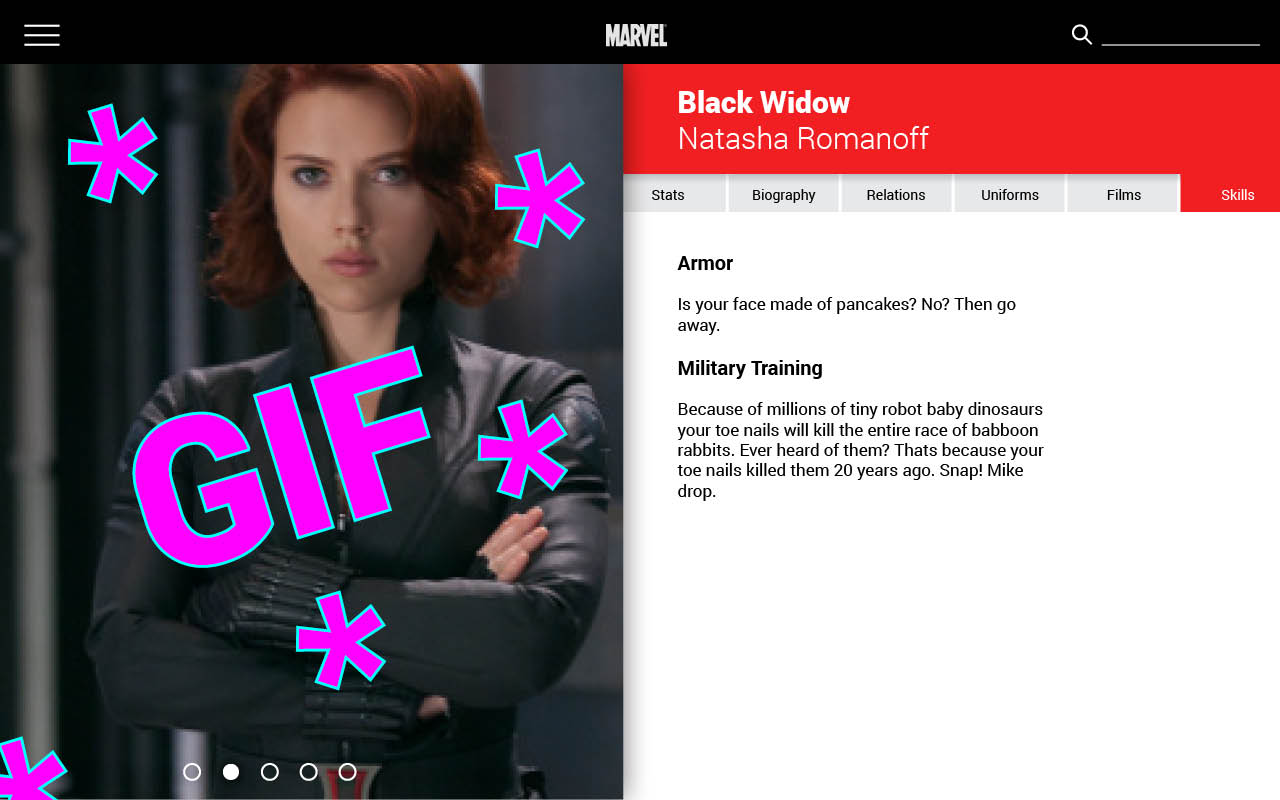 MARVEL
Black Widow
Natasha Romanoff
Stats
Biography
Relations
Uniforms
Films
Skills
Armor
Is your face made of pancakes? No? Then go
away.
Military Training
Because of millions of tiny robot baby dinosaurs
your toe nails will kill the entire race of babboon
rabbits. Ever heard of them? Thats because your
toe nails killed them 20 years ago. Snap! Mike
drop.
* * GIF * * *